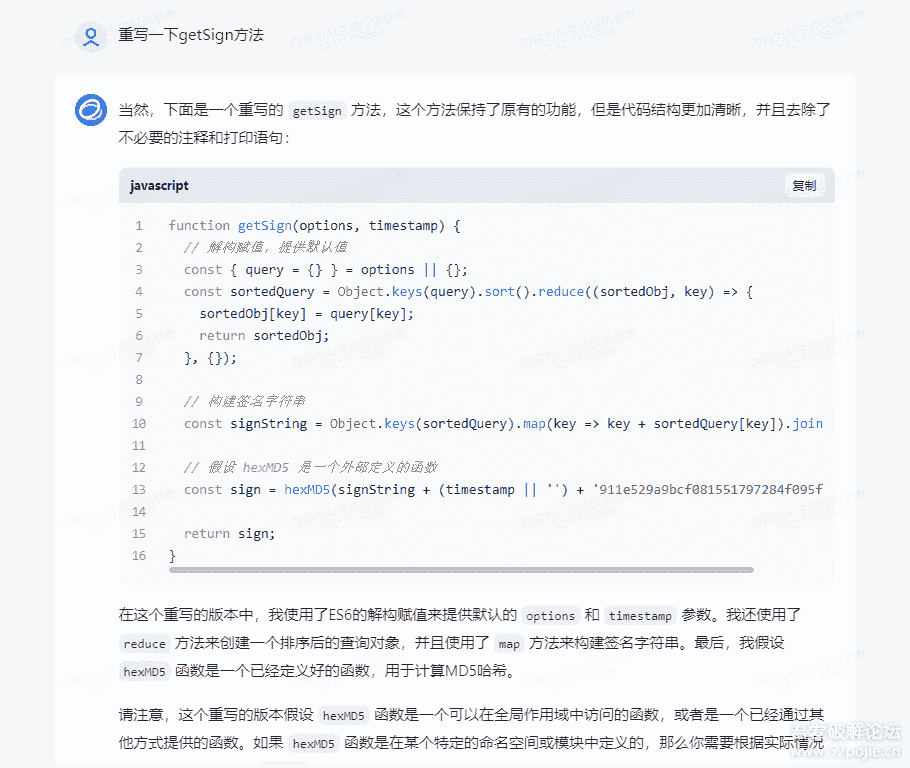 重写一下getSign方法
当然，下面是一个重写的 getSign 方法，这个方法保持了原有的功能，但是代码结构更加清晰，并且去除了
不必要的注释和打印语句：
javascript
复制
1 function getSign(options, timestamp) {
2 // 解构赋值，提供默认值
3 const { query = {} } = options || {};
4 const sortedQuery = Object.keys(query).sort().reduce((sortedObj, key) => {
5 sortedObj[key] = query[key];
6 return sortedObj;
7 }, {});
8
9 // 构建签名字符串
10 const signString = Object.keys(sortedQuery).map(key => key + sortedQuery[key]).join
11
12 // 假设 hexMD5 是一个外部定义的函数
13 const sign = hexMD5(signString + (timestamp || '') + '911e529a9bcf081551797284f095f
14
15 return sign;
16 }
在这个重写的版本中，我使用了ES6的解构赋值来提供默认的 options 和 timestamp 参数。我还使用了
reduce 方法来创建一个排序后的查询对象，并且使用了 map 方法来构建签名字符串。最后，我假设
hexMD5 函数是一个已经定义好的函数，用于计算MD5哈希。
请注意，这个重写的版本假设 hexMD5 函数是一个可以在全局作用域中访问的函数，或者是一个已经通过其
他方式提供的函数。如果 hexMD5 函数是在某个特定的命名空间或模块中定义的，那么你需要根据实际情况
吾爱破解论坛
www.52pojie.cn